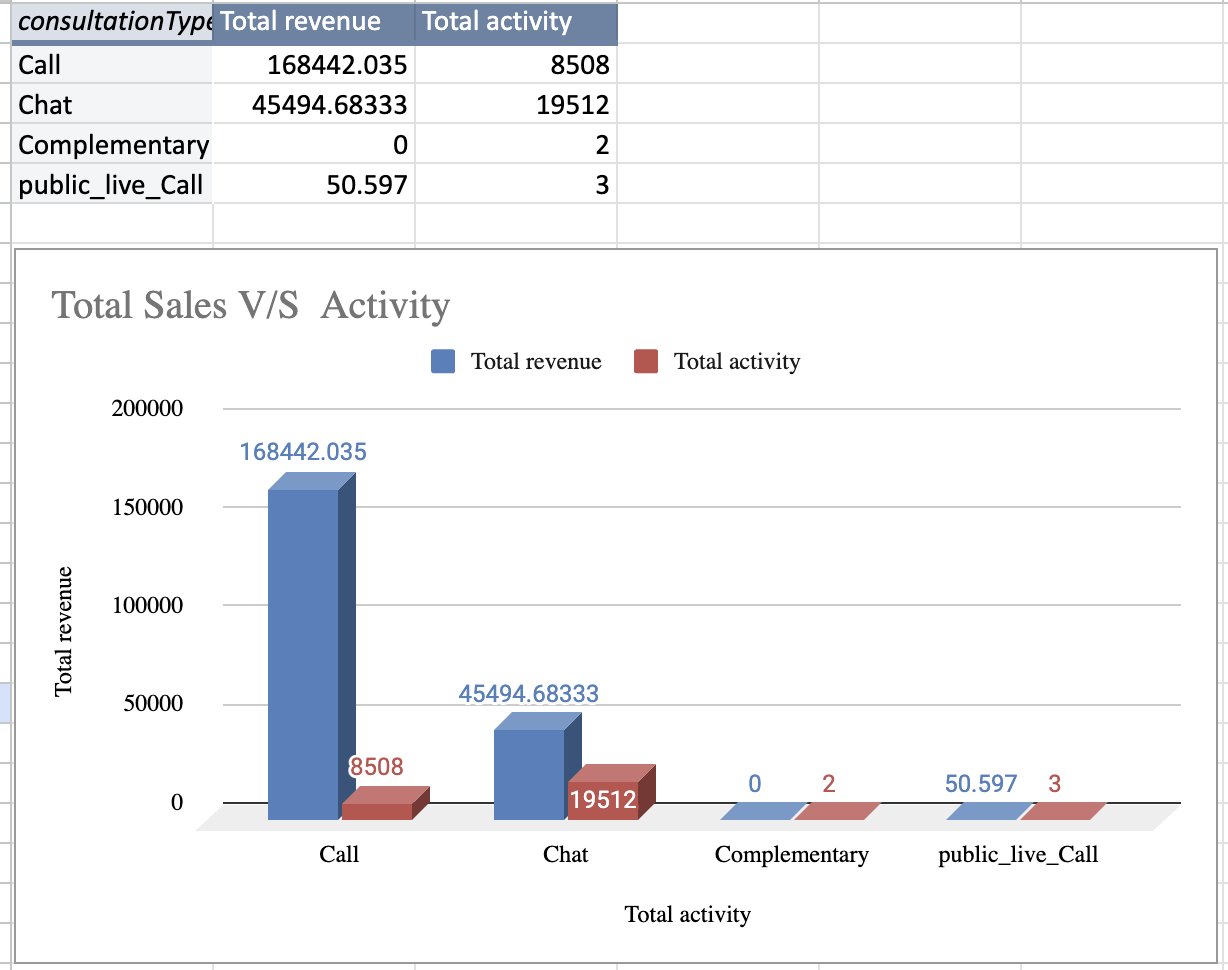 consultationType Total revenue Total activity
Call 168442.035 8508
Chat 45494.68333 19512
Complementary 0 2
public_live_Call 50.597 3
Total Sales V/S Activity
Total revenue Total activity
200000
168442.035
150000
Total revenue
100000
50000
45494.68333
8508
19512
0
0 2
50.597 3
Call Chat Complementary public_live_Call
Total activity